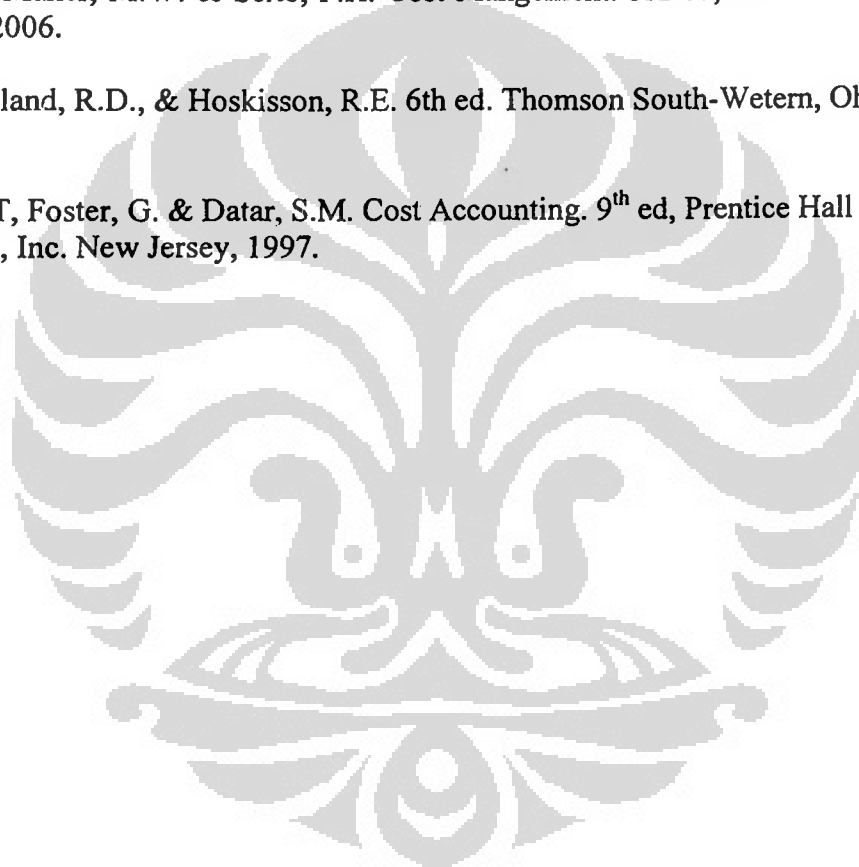 2006.
land, R.D., & Hoskisson, R.E. 6th ed. Thomson South-Wetern, Oh
T, Foster, G. & Datar, S.M. Cost Accounting. 9th ed, Prentice Hall
, Inc. New Jersey, 1997.